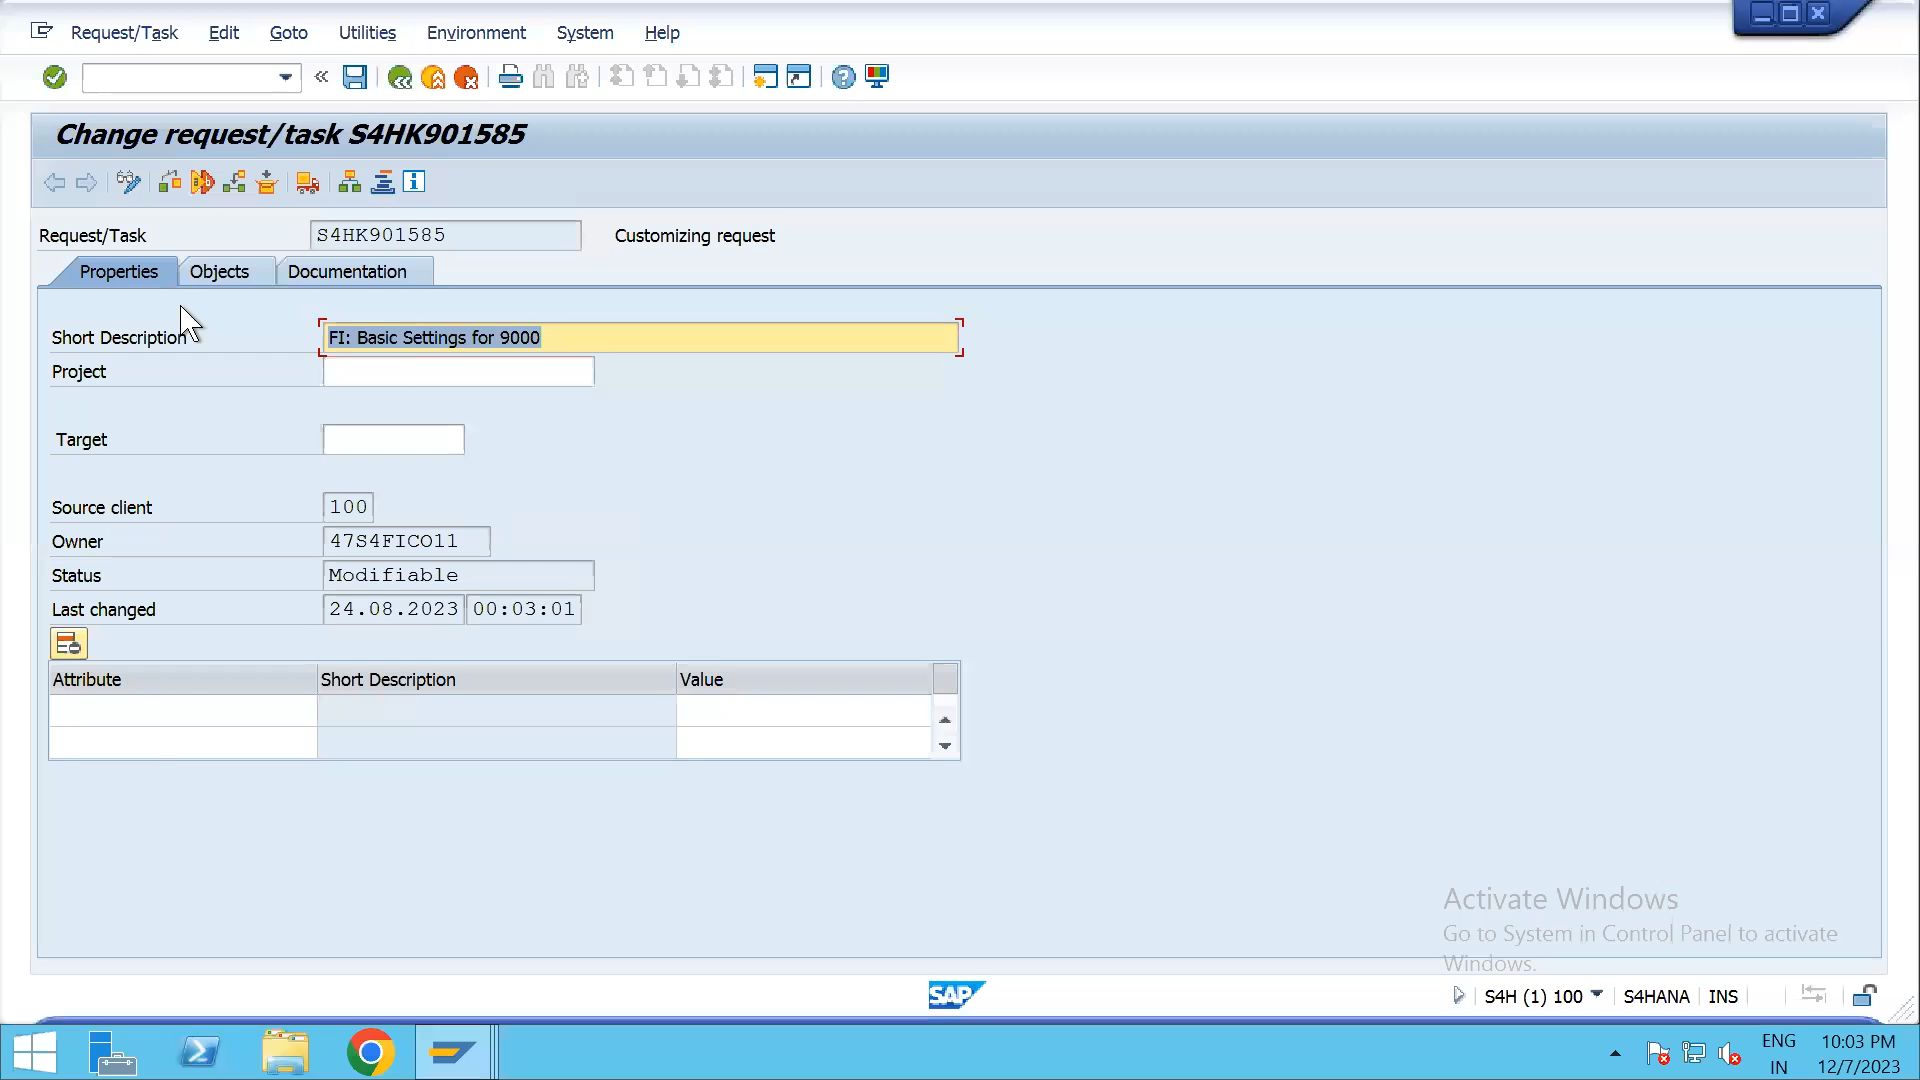 Request/Task Edit Goto Utilities Environment System Help
Change request/task S4HK901585
Request/Task S4HK901585 Customizing request
Properties Objects Documentation
Short Description FI: Basic Settings for 9000
Project
Target
Source client 100
Owner 47S4FICO11
Status Modifiable
Last changed 24.08.2023 00:03:01
Attribute Short Description Value
Activate Windows
Go to System in Control Panel to activate
Windows.
SAP S4H (1) 100 S4HANA INS
ENG 10:03 PM
IN 12/7/2023